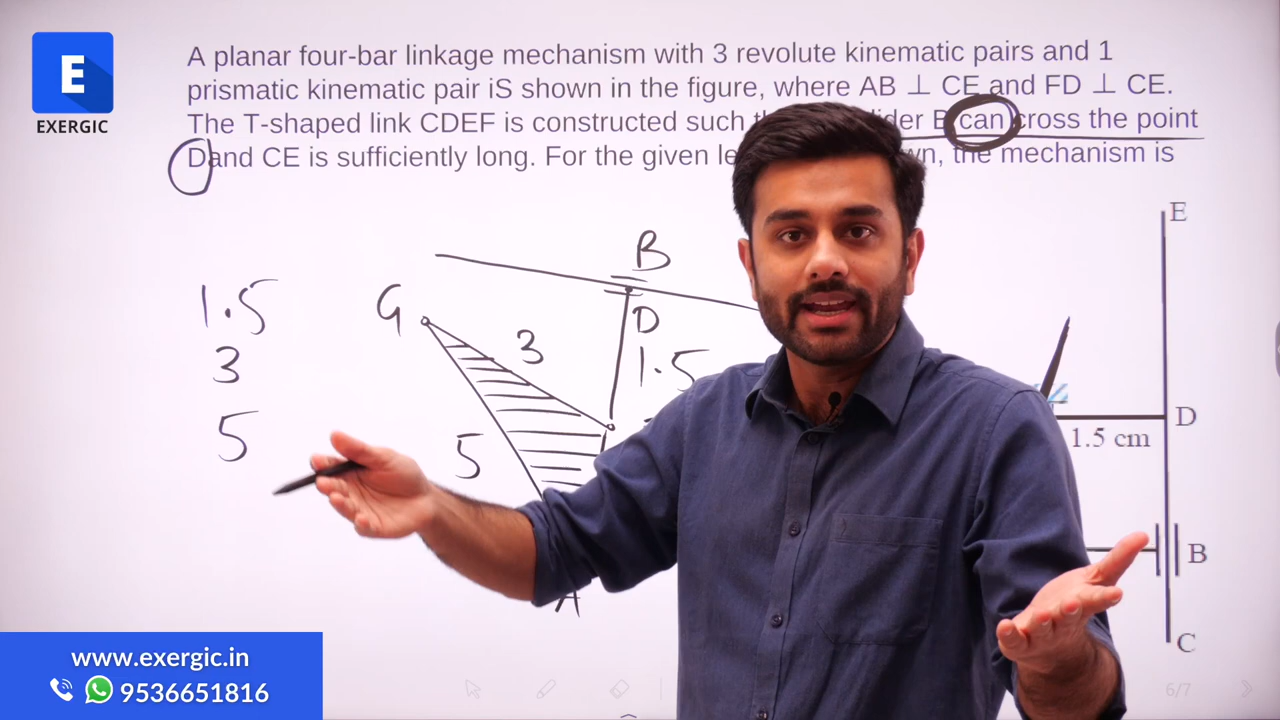 E
EXERGIC
A planar four-bar linkage mechanism with 3 revolute kinematic pairs and 1
prismatic kinematic pair iS shown in the figure, where AB ⊥ CE and FD ⊥ CE.
The T-shaped link CDEF is constructed such B can cross the point
Dand CE is sufficiently long. For the given the mechanism is
E
B
1.5
G
D
3
3
1.5
D
1.5 cm
5
5
B
A
C
www.exergic.in
9536651816
6/7